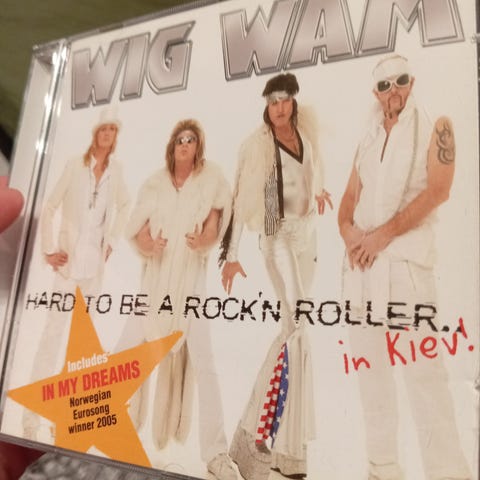 WIG WAM
HARD TO BE A ROCK'N ROLLER..
in Kiev!
Includes
IN MY DREAMS
Norwegian
Eurosong
winner 2005